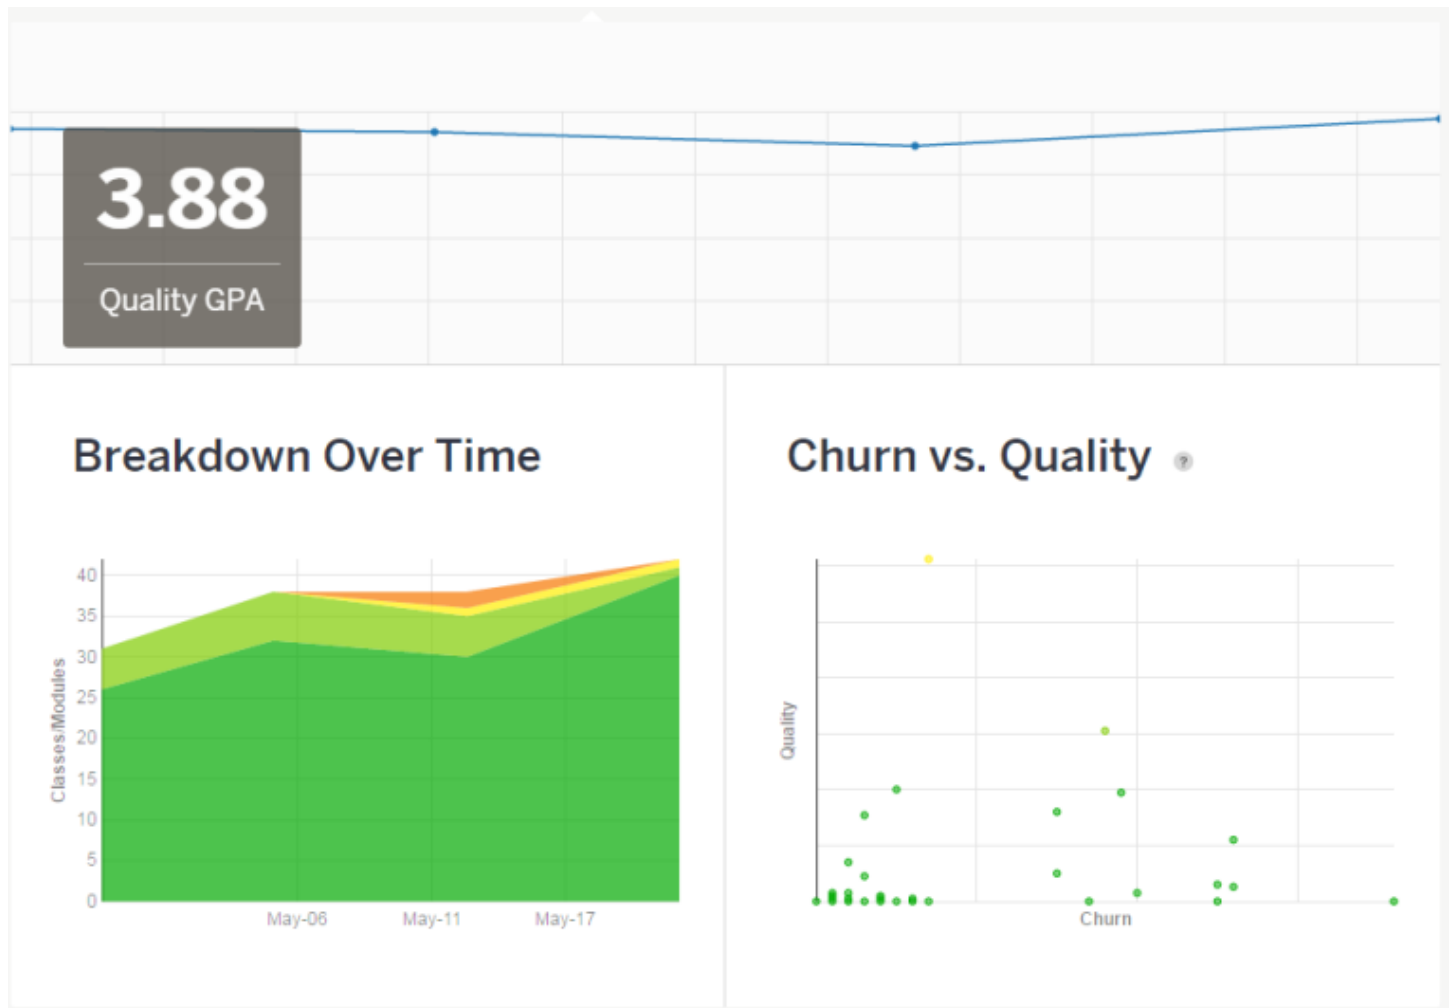 3.88
Quality GPA
Breakdown Over Time
Churn vs. Quality ?
40
35
30
25
20
15
10
5
0
Classes/Modules
May-06 May-11 May-17
Quality
Churn